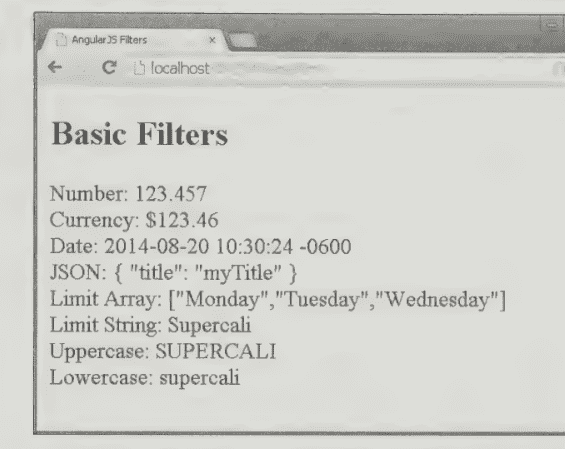 AngularJS Filters ×
localhost
Basic Filters
Number: 123.457
Currency: $123.46
Date: 2014-08-20 10:30:24 -0600
JSON: { "title": "myTitle" }
Limit Array: ["Monday","Tuesday","Wednesday"]
Limit String: Supercali
Uppercase: SUPERCALI
Lowercase: supercali